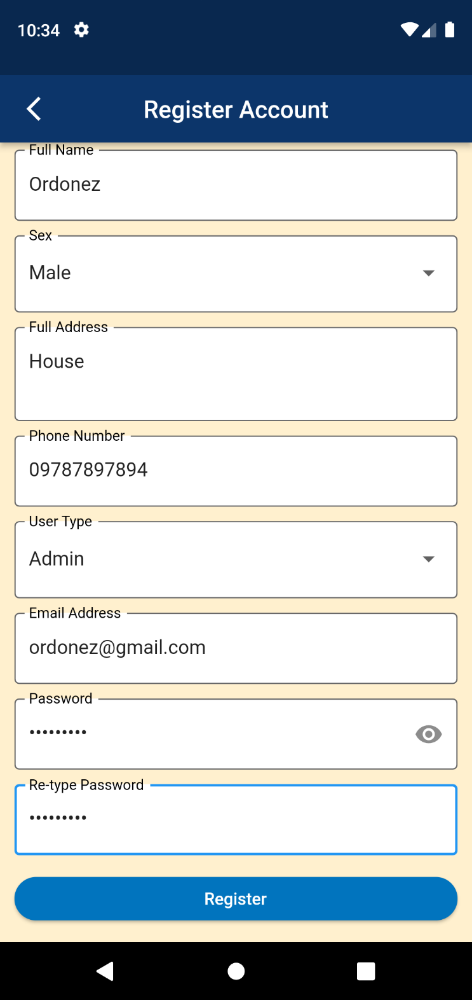 10:34
Register Account
Full Name
Ordonez
Sex
Male
Full Address
House
Phone Number
09787897894
User Type
Admin
Email Address
ordonez@gmail.com
Password
•••••••••
Re-type Password
•••••••••
Register